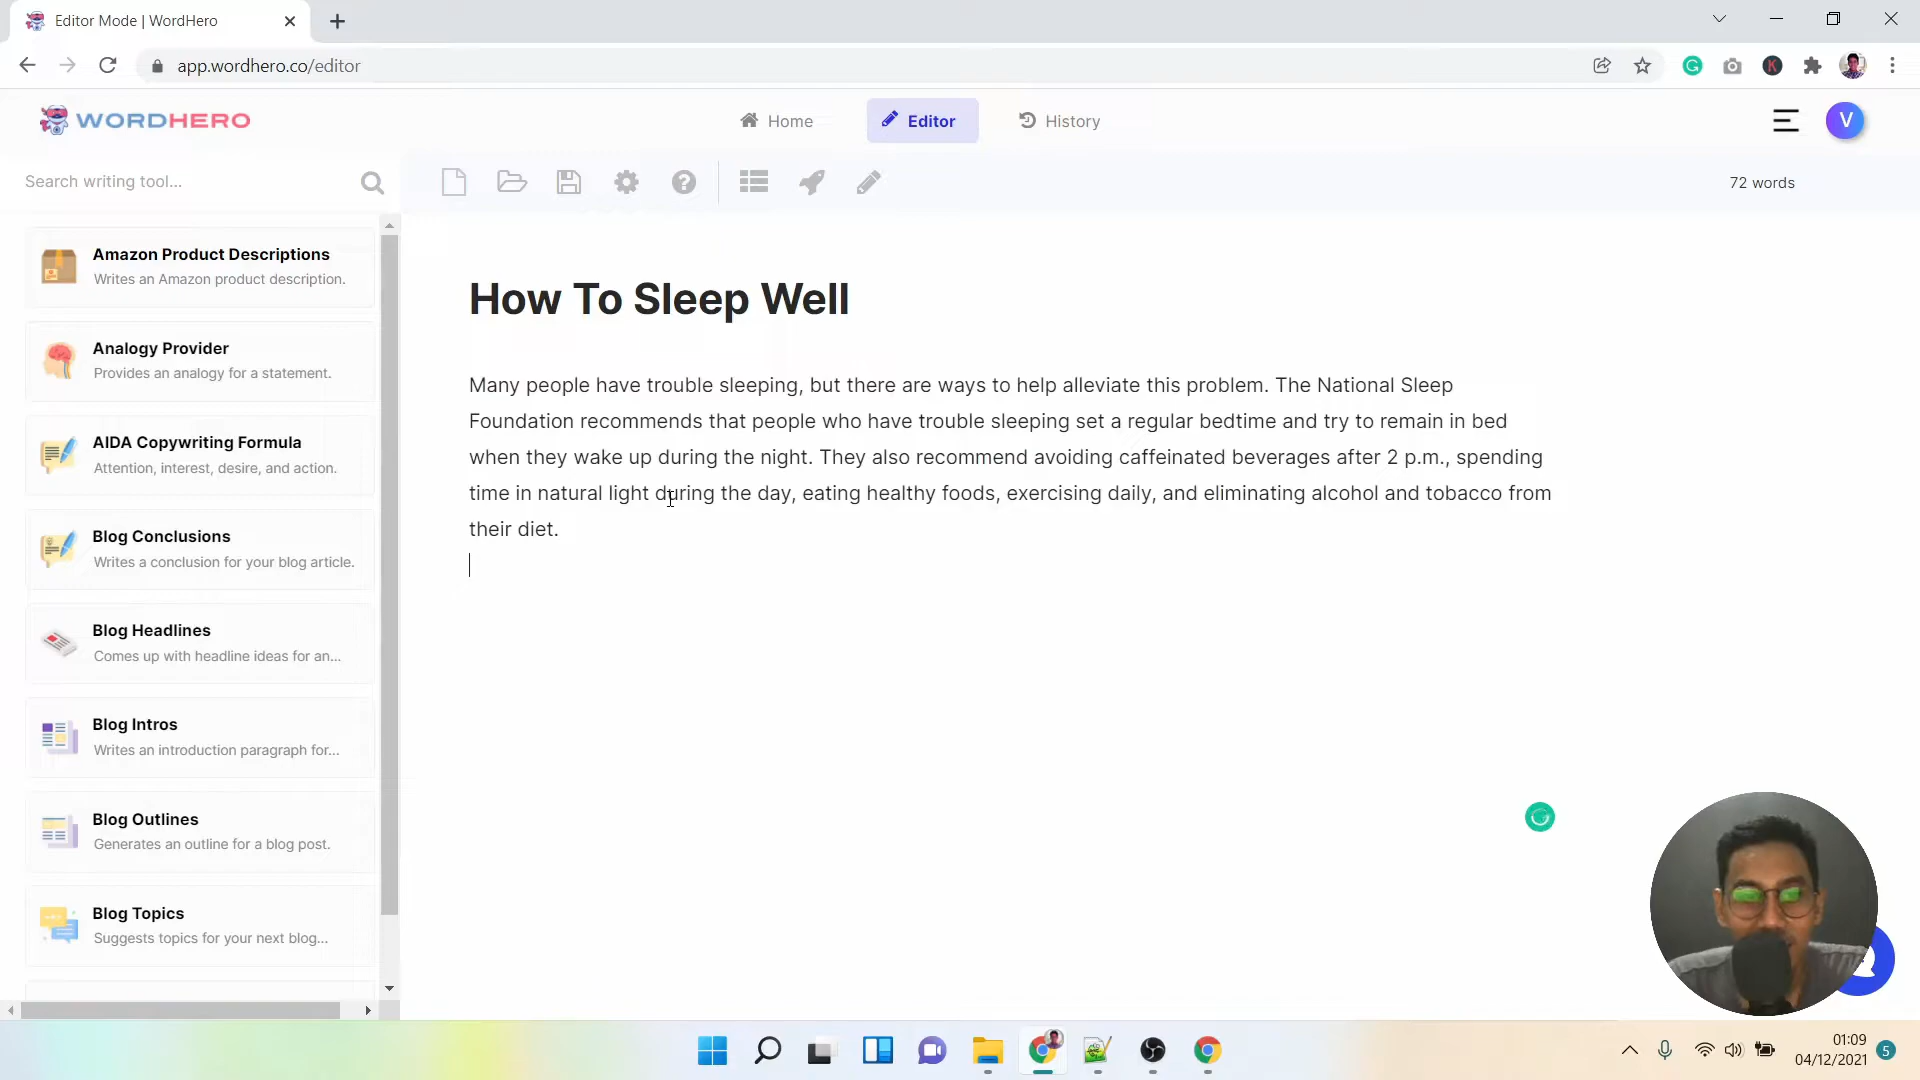 Editor Mode | WordHero
app.wordhero.co/editor
WORDHERO
Home
Editor
History
V
Search writing tool...
72 words
Amazon Product Descriptions
Writes an Amazon product description.
Analogy Provider
Provides an analogy for a statement.
AIDA Copywriting Formula
Attention, interest, desire, and action.
Blog Conclusions
Writes a conclusion for your blog article.
Blog Headlines
Comes up with headline ideas for an...
Blog Intros
Writes an introduction paragraph for...
Blog Outlines
Generates an outline for a blog post.
Blog Topics
Suggests topics for your next blog...
How To Sleep Well
Many people have trouble sleeping, but there are ways to help alleviate this problem. The National Sleep
Foundation recommends that people who have trouble sleeping set a regular bedtime and try to remain in bed
when they wake up during the night. They also recommend avoiding caffeinated beverages after 2 p.m., spending
time in natural light during the day, eating healthy foods, exercising daily, and eliminating alcohol and tobacco from
their diet.
01:09
04/12/2021
5